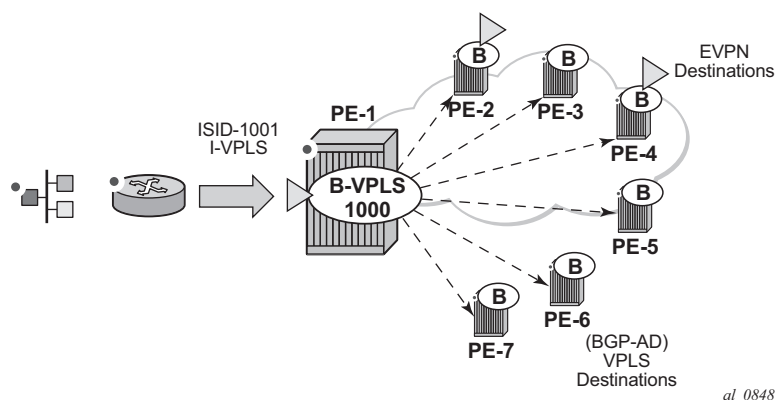 B
B
EVPN
Destinations
PE-1
PE-2
PE-3
B
ISID-1001
I-VPLS
PE-4
B-VPLS
1000
B
PE-5
B
B
PE-6
PE-7
(BGP-AD)
VPLS
Destinations
al_0848